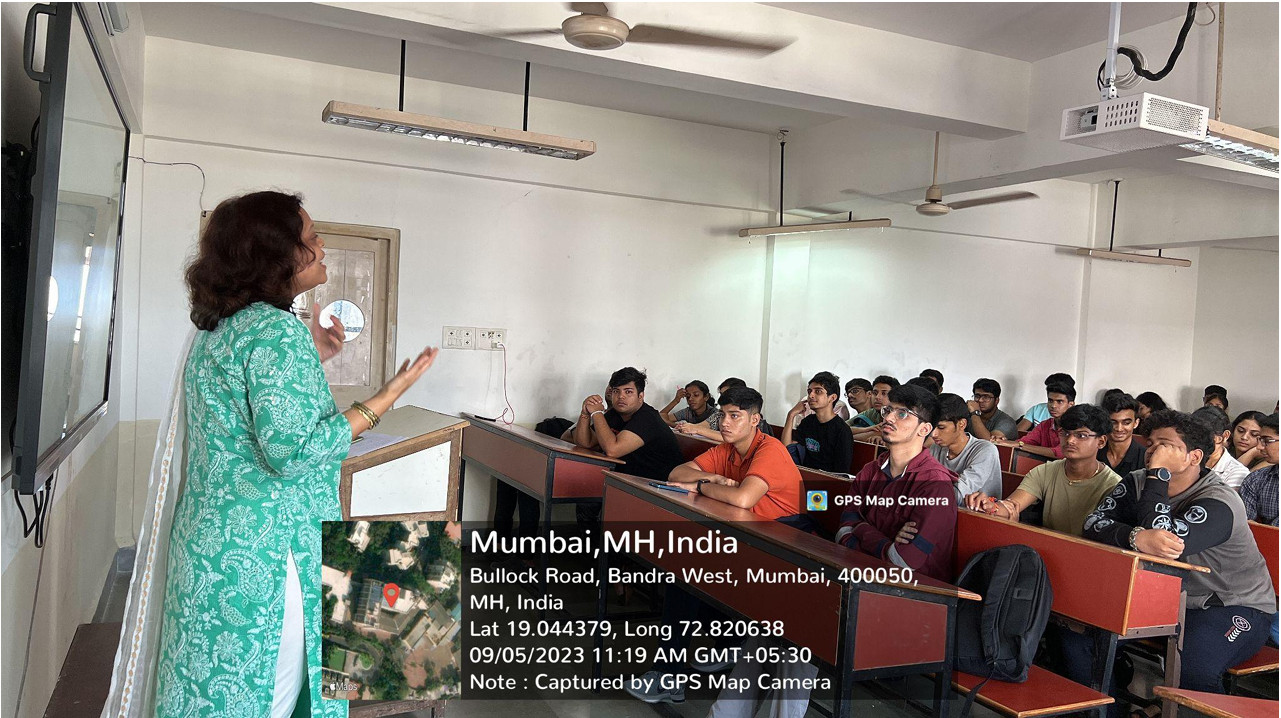 GPS Map Camera
Mumbai,MH,India
Bullock Road, Bandra West, Mumbai, 400050,
MH, India
Lat 19.044379, Long 72.820638
09/05/2023 11:19 AM GMT+05:30
Note : Captured by GPS Map Camera
Maps